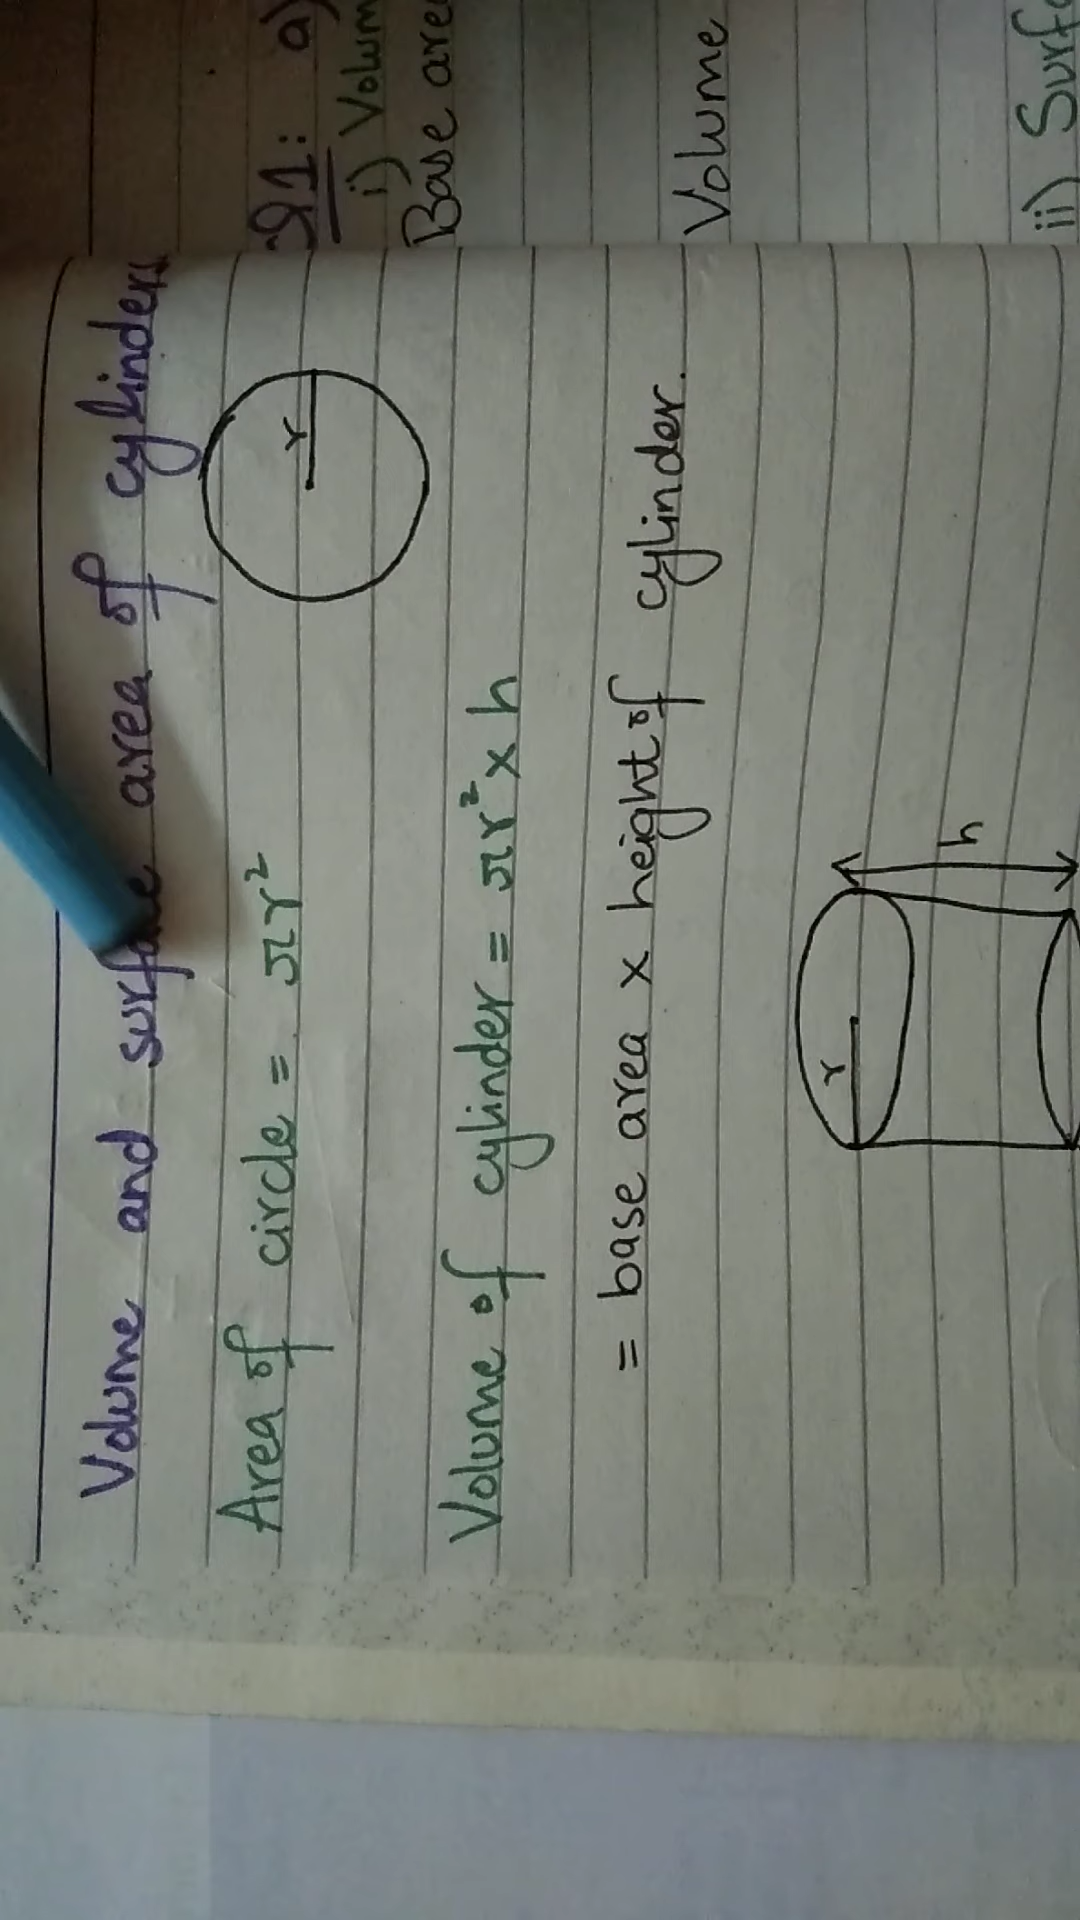 Volume and surface area of cylinder
Area of circle = πr²
r
Volume of cylinder = πr² × h
= base area × height of cylinder.
r
h
Q1: a)
i) Volum
Base are
Volume
ii) Surf